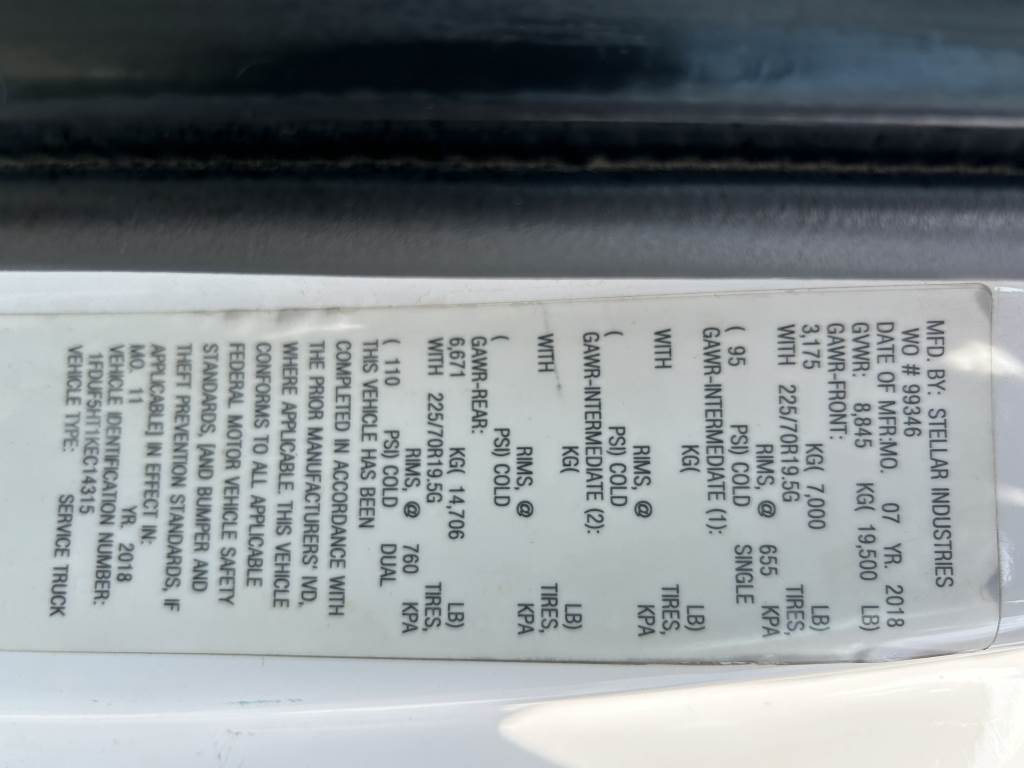 MFD. BY: STELLAR INDUSTRIES
WO # 99346
DATE OF MFR:MO. 07 YR. 2018
GVWR: 8,845 KG( 19,500 LB)
GAWR-FRONT:
3,175 KG( 7,000 LB)
WITH 225/70R19.5G TIRES,
RIMS, @ 655 KPA
( 95 PSI) COLD SINGLE
GAWR-INTERMEDIATE (1):
KG( LB)
WITH TIRES,
RIMS, @ KPA
( PSI) COLD
GAWR-INTERMEDIATE (2):
KG( LB)
WITH TIRES,
RIMS, @ KPA
( PSI) COLD
GAWR-REAR:
6,671 KG( 14,706 LB)
WITH 225/70R19.5G TIRES,
RIMS, @ 760 KPA
( 110 PSI) COLD DUAL
THIS VEHICLE HAS BEEN
COMPLETED IN ACCORDANCE WITH
THE PRIOR MANUFACTURERS' IVD,
WHERE APPLICABLE. THIS VEHICLE
CONFORMS TO ALL APPLICABLE
FEDERAL MOTOR VEHICLE SAFETY
STANDARDS, [AND BUMPER AND
THEFT PREVENTION STANDARDS, IF
APPLICABLE] IN EFFECT IN:
MO. 11 YR. 2018
VEHICLE IDENTIFICATION NUMBER:
1FDUF5HT1KEC14315
VEHICLE TYPE: SERVICE TRUCK